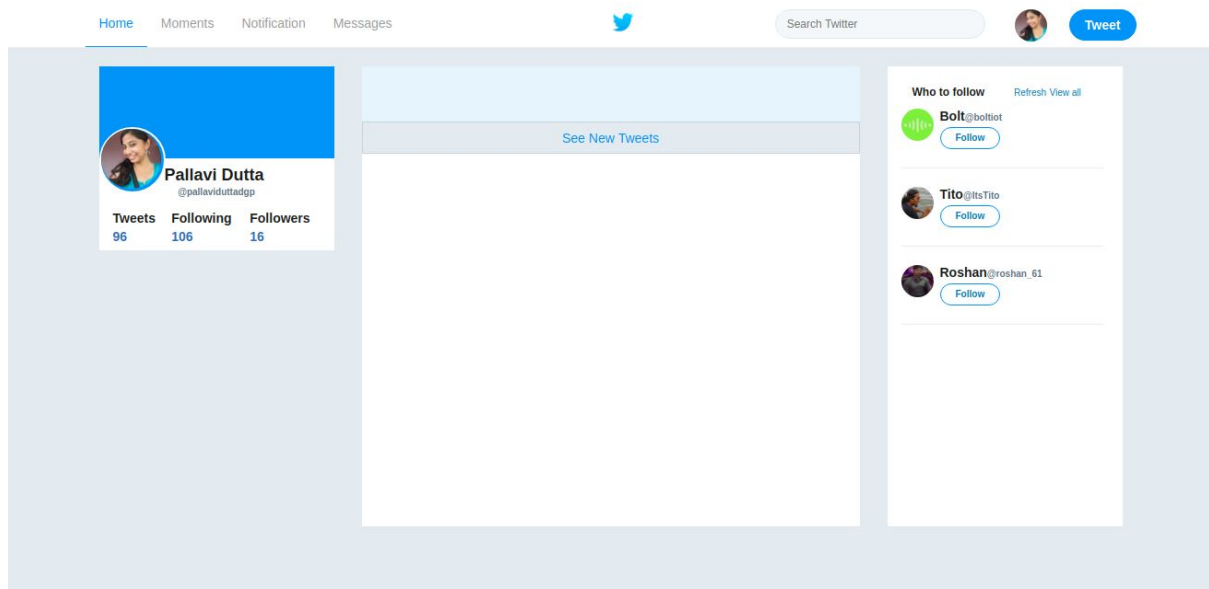 Home Moments Notification Messages Search Twitter Tweet
Pallavi Dutta
@pallaviduttadgp
Tweets Following Followers
96 106 16
See New Tweets
Who to follow Refresh View all
Bolt@boltiot
Follow
Tito@ItsTito
Follow
Roshan@roshan_61
Follow